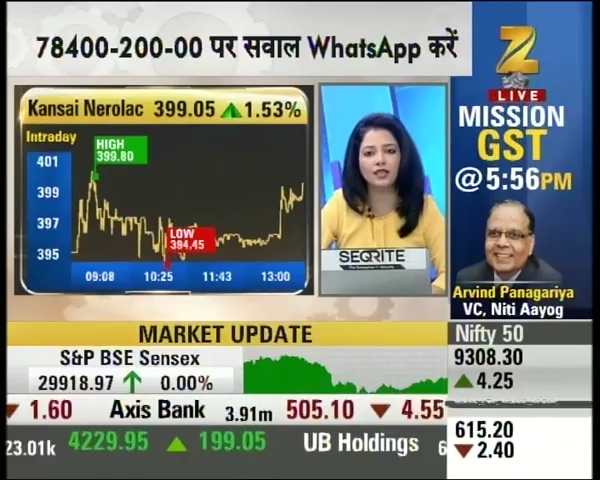 78400-200-00 पर सवाल WhatsApp करें
Z
LIVE
MISSION
GST
@ 5:56PM
Arvind Panagariya
VC, Niti Aayog
Kansai Nerolac 399.05 ▲ 1.53%
Intraday
401
399
397
395
HIGH
399.80
LOW
394.45
09:08 10:25 11:43 13:00
SEQRITE
MARKET UPDATE
S&P BSE Sensex
29918.97 ↑ 0.00%
Nifty 50
9308.30
▲ 4.25
▼ 1.60 Axis Bank 3.91m 505.10 ▼ 4.55
23.01k 4229.95 ▲ 199.05 UB Holdings 6
615.20
▼ 2.40